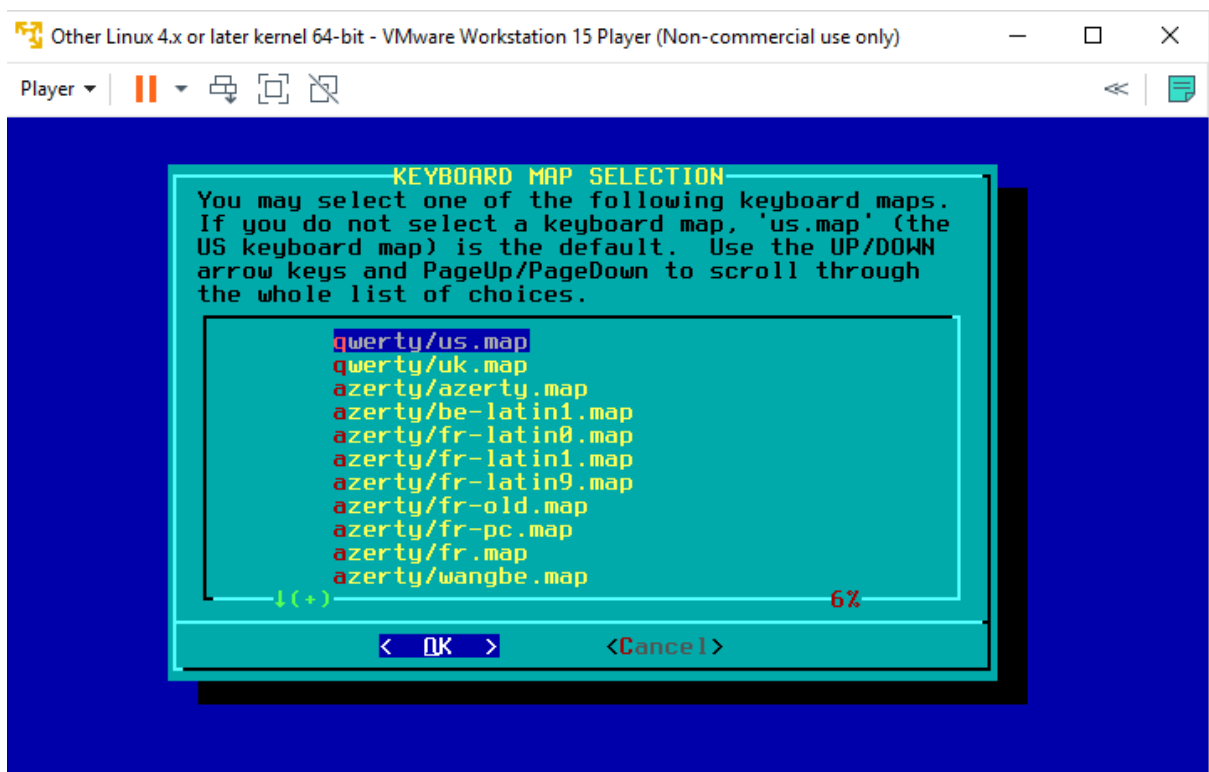 Other Linux 4.x or later kernel 64-bit - VMware Workstation 15 Player (Non-commercial use only)
Player
KEYBOARD MAP SELECTION
You may select one of the following keyboard maps.
If you do not select a keyboard map, 'us.map' (the
US keyboard map) is the default.  Use the UP/DOWN
arrow keys and PageUp/PageDown to scroll through
the whole list of choices.
qwerty/us.map
qwerty/uk.map
azerty/azerty.map
azerty/be-latin1.map
azerty/fr-latin0.map
azerty/fr-latin1.map
azerty/fr-latin9.map
azerty/fr-old.map
azerty/fr-pc.map
azerty/fr.map
azerty/wangbe.map
↓(+) 6%
< OK > <Cancel>